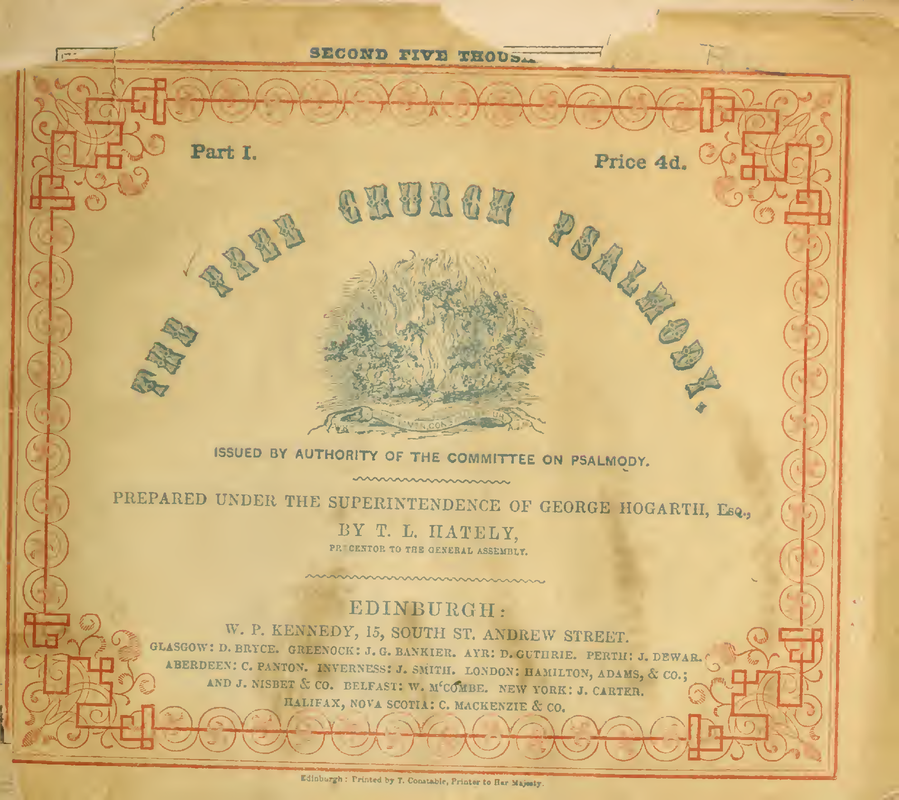 SECOND FIVE
Part I.
Price 4d.
THE FREE CHURCH PSALMODY.
ISSUED BY AUTHORITY OF THE COMMITTEE ON PSALMODY.
PREPARED UNDER THE SUPERINTENDENCE OF GEORGE HOGARTH, Esq.,
BY T. L. HATELY,
PRECENTOR TO THE GENERAL ASSEMBLY.
EDINBURGH:
W. P. KENNEDY, 15, SOUTH ST. ANDREW STREET.
GLASGOW: D. BRYCE. GREENOCK: J. G. BANKIER. AYR: D. GUTHRIE. PERTH: J. DEWAR.
ABERDEEN: C. PANTON. INVERNESS: J. SMITH. LONDON: HAMILTON, ADAMS, & CO.;
AND J. NISBET & CO. BELFAST: W. MᶜCOMBE. NEW YORK: J. CARTER.
HALIFAX, NOVA SCOTIA: C. MACKENZIE & CO.
Edinburgh: Printed by T. Constable, Printer to Her Majesty.